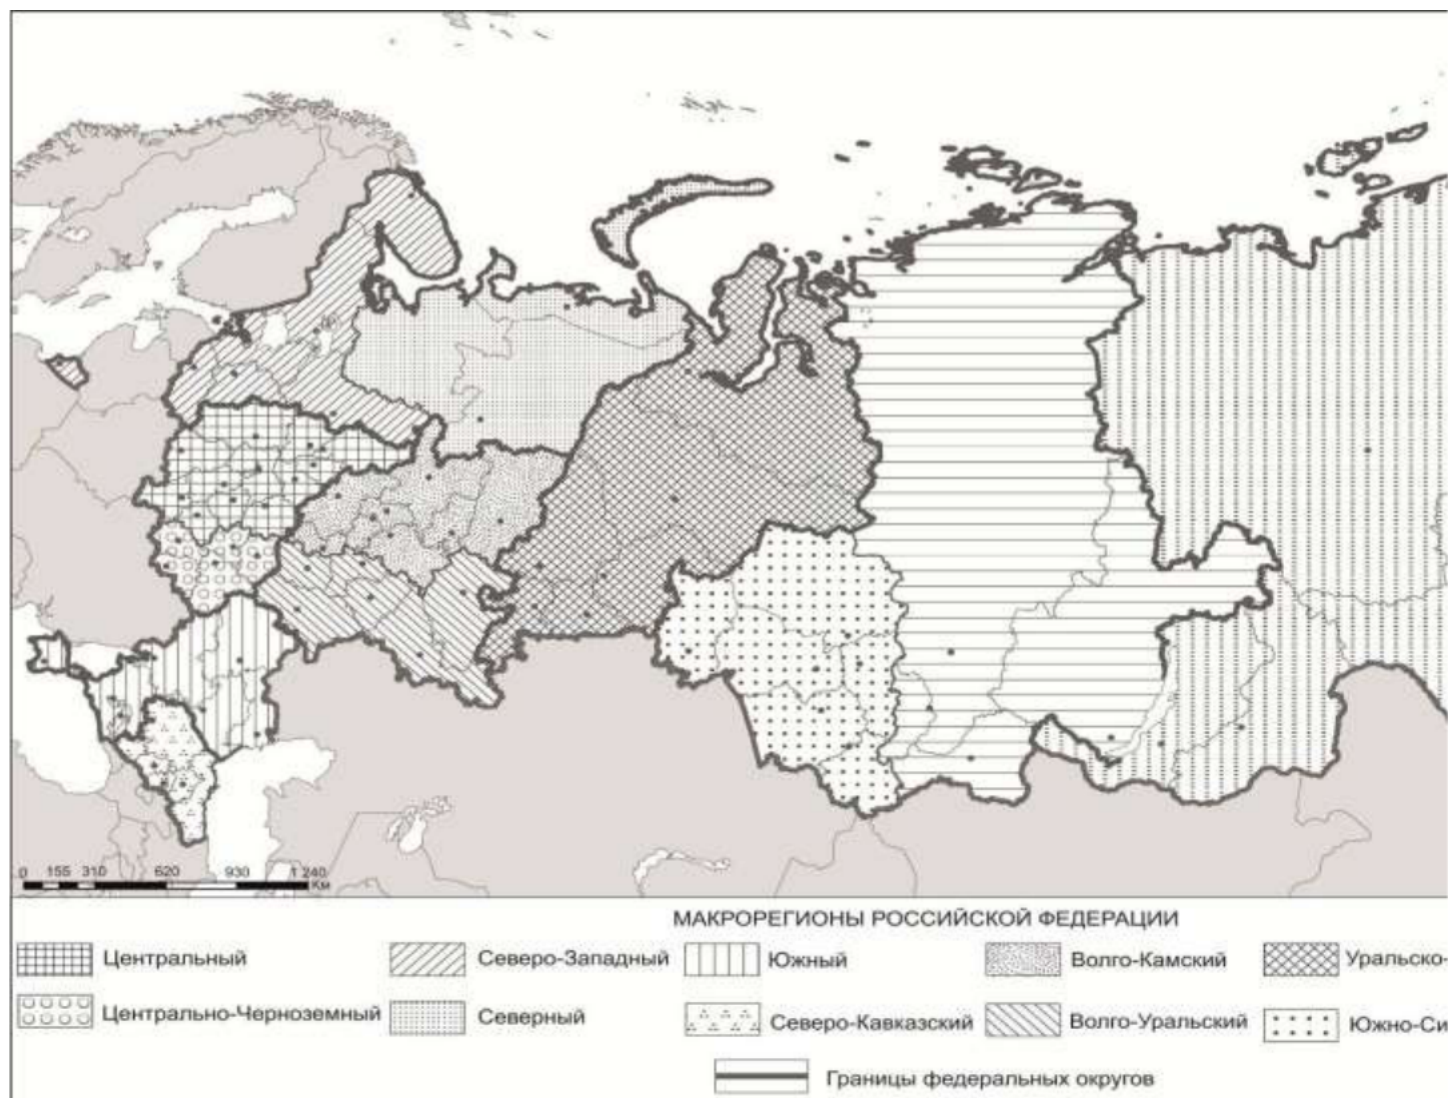 0 155 310 620 930 1 240
Км
МАКРОРЕГИОНЫ РОССИЙСКОЙ ФЕДЕРАЦИИ
Центральный Северо-Западный Южный Волго-Камский Уральско-
Центрально-Черноземный Северный Северо-Кавказский Волго-Уральский Южно-Си
Границы федеральных округов